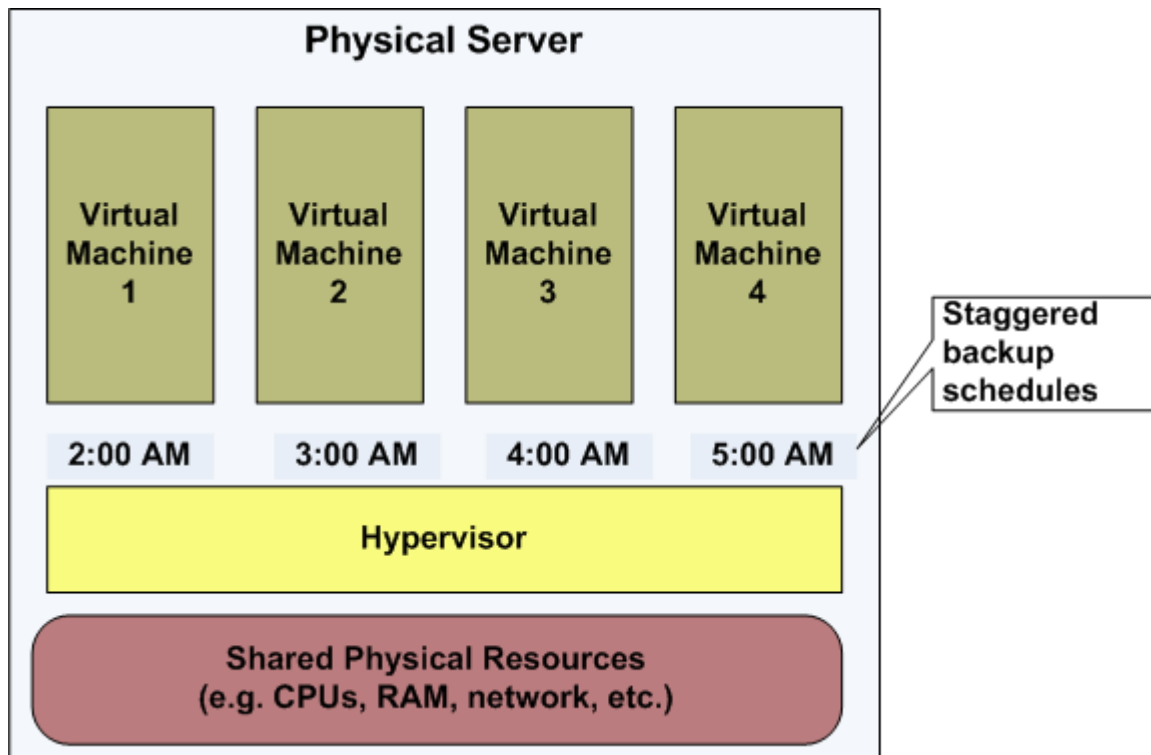 Physical Server
Virtual
Machine
1
Virtual
Machine
2
Virtual
Machine
3
Virtual
Machine
4
Staggered
backup
schedules
2:00 AM
3:00 AM
4:00 AM
5:00 AM
Hypervisor
Shared Physical Resources
(e.g. CPUs, RAM, network, etc.)